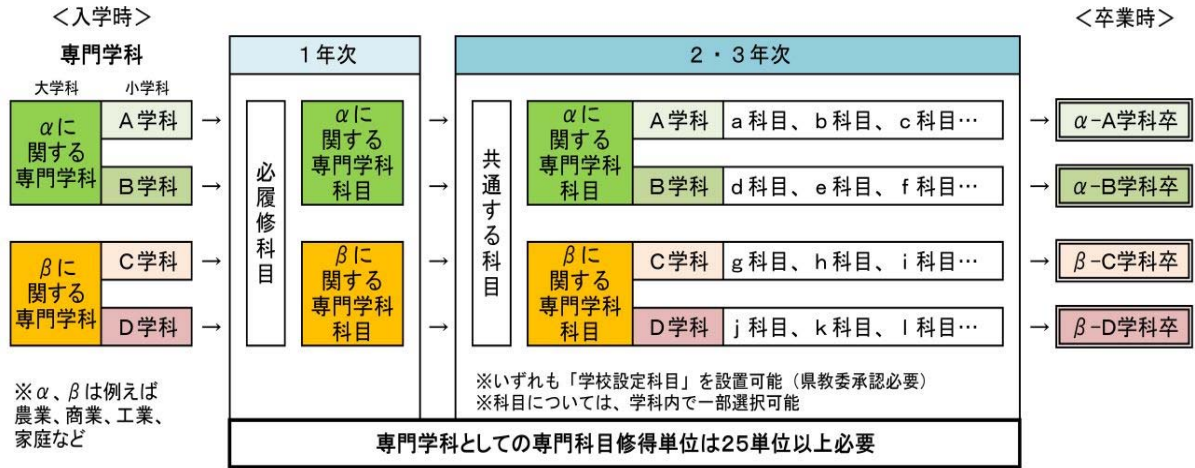 ＜入学時＞
専門学科
大学科
小学科
αに
関する
専門学科
A学科
→
B学科
→
βに
関する
専門学科
C学科
→
D学科
→
※α、βは例えば
農業、商業、工業、
家庭など
1年次
必履修科目
αに
関する
専門学科
科目
βに
関する
専門学科
科目
→
→
→
→
2・3年次
共通する科目
αに
関する
専門学科
科目
A学科
a科目、b科目、c科目…
B学科
d科目、e科目、f科目…
βに
関する
専門学科
科目
C学科
g科目、h科目、i科目…
D学科
j科目、k科目、l科目…
※いずれも「学校設定科目」を設置可能（県教委承認必要）
※科目については、学科内で一部選択可能
専門学科としての専門科目修得単位は25単位以上必要
＜卒業時＞
→
α-A学科卒
→
α-B学科卒
→
β-C学科卒
→
β-D学科卒